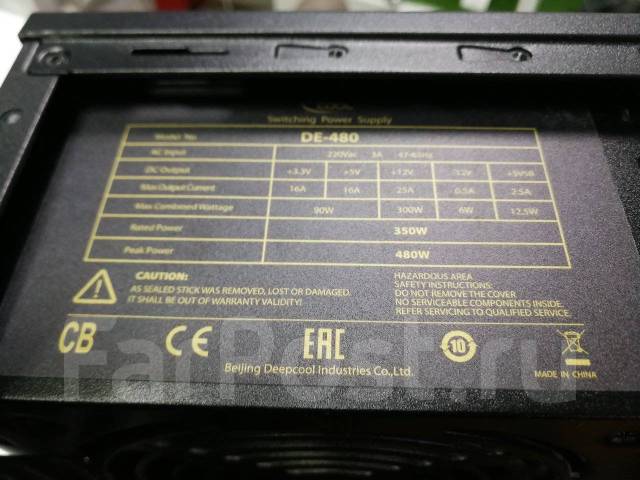 COOL
Switching Power Supply
Model No DE-480
AC Input 220Vac 3A 47-63Hz
DC Output +3.3V +5V +12V -12V +5VSB
Max Output Current 16A 16A 25A 0.5A 2.5A
Max Combined Wattage 90W 300W 6W 12.5W
Rated Power 350W
Peak Power 480W
CAUTION:
AS SEALED STICK WAS REMOVED, LOST OR DAMAGED.
IT SHALL BE OUT OF WARRANTY VALIDITY!
HAZARDOUS AREA
SAFETY INSTRUCTIONS:
DO NOT REMOVE THE COVER
NO SERVICEABLE COMPONENTS INSIDE.
REFER SERVICING TO QUALIFIED SERVICE.
CB CE EAC 10
Beijing Deepcool Industries Co.,Ltd.
MADE IN CHINA
FarPost.ru